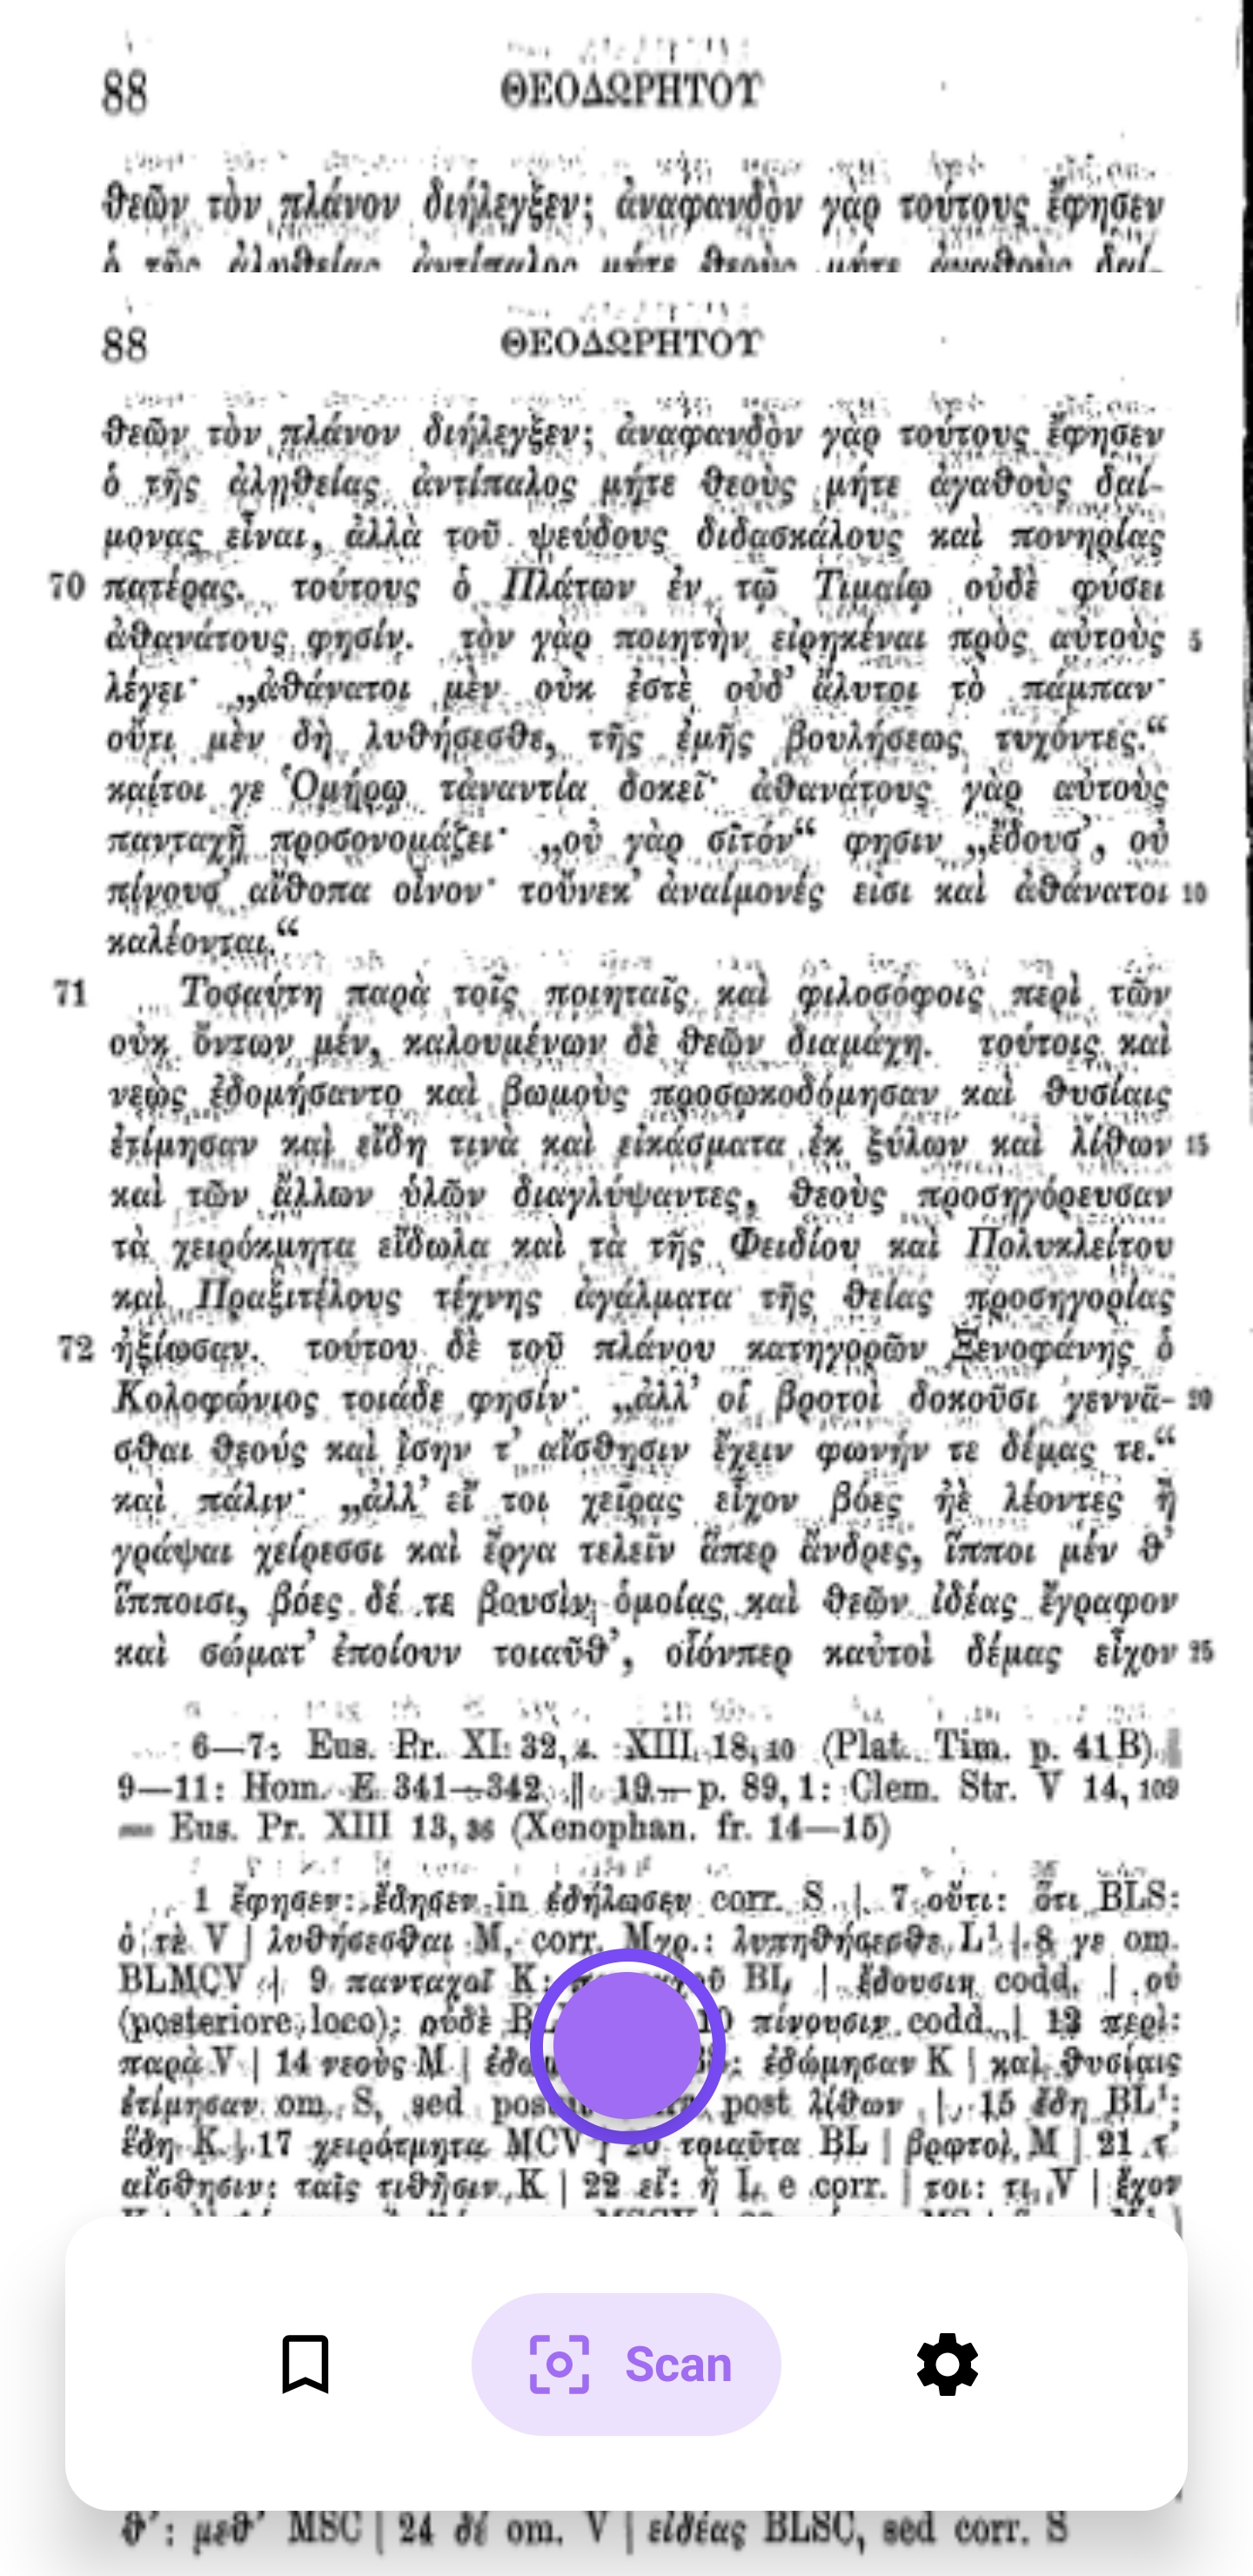 88 ΘΕΟΔΩΡΗΤΟΥ
θεῶν τὸν πλάνον διήλεγξεν; ἀναφανδὸν γὰρ τούτους ἔφησεν
ὁ τῆς ἀληθείας ἀντίπαλος μήτε θεοὺς μήτε ἀγαθοὺς δαί-
88 ΘΕΟΔΩΡΗΤΟΥ
θεῶν τὸν πλάνον διήλεγξεν; ἀναφανδὸν γὰρ τούτους ἔφησεν
ὁ τῆς ἀληθείας ἀντίπαλος μήτε θεοὺς μήτε ἀγαθοὺς δαί-
μονας εἶναι, ἀλλὰ τοῦ ψεύδους διδασκάλους καὶ πονηρίας
70 πατέρας. τούτους ὁ Πλάτων ἐν τῷ Τιμαίῳ οὐδὲ φύσει
ἀθανάτους φησίν. τὸν γὰρ ποιητὴν εἰρηκέναι πρὸς αὐτοὺς 5
λέγει· „ἀθάνατοι μὲν οὐκ ἐστὲ οὐδ’ ἄλυτοι τὸ πάμπαν·
οὔτι μὲν δὴ λυθήσεσθε, τῆς ἐμῆς βουλήσεως τυχόντες.“
καίτοι γε Ὁμήρῳ τἀναντία δοκεῖ· ἀθανάτους γὰρ αὐτοὺς
πανταχῆ προσονομάζει· „οὐ γὰρ σῖτόν“ φησιν „ἔδουσ’, οὐ
πίνουσ’ αἴθοπα οἶνον· τοὔνεκ’ ἀναίμονές εἰσι καὶ ἀθάνατοι 10
καλέονται.“
71 Τοσαύτη παρὰ τοῖς ποιηταῖς καὶ φιλοσόφοις περὶ τῶν
οὐκ ὄντων μέν, καλουμένων δὲ θεῶν διαμάχη. τούτοις καὶ
νεὼς ἐδομήσαντο καὶ βωμοὺς προσῳκοδόμησαν καὶ θυσίαις
ἐτίμησαν καὶ εἴδη τινὰ καὶ εἰκάσματα ἐκ ξύλων καὶ λίθων 15
καὶ τῶν ἄλλων ὑλῶν διαγλύψαντες, θεοὺς προσηγόρευσαν
τὰ χειρόκμητα εἴδωλα καὶ τὰ τῆς Φειδίου καὶ Πολυκλείτου
καὶ Πραξιτέλους τέχνης ἀγάλματα τῆς θείας προσηγορίας
72 ἠξίωσαν. τούτου δὲ τοῦ πλάνου κατηγορῶν Ξενοφάνης ὁ
Κολοφώνιος τοιάδε φησίν· „ἀλλ’ οἱ βροτοὶ δοκοῦσι γεννᾶ- 20
σθαι θεούς καὶ ἴσην τ’ αἴσθησιν ἔχειν φωνήν τε δέμας τε.“
καὶ πάλιν· „ἀλλ’ εἴ τοι χεῖρας εἶχον βόες ἠὲ λέοντες ἢ
γράψαι χείρεσσι καὶ ἔργα τελεῖν ἅπερ ἄνδρες, ἵπποι μέν θ’
ἵπποισι, βόες δέ τε βουσὶν ὁμοίας καὶ θεῶν ἰδέας ἔγραφον
καὶ σώματ’ ἐποίουν τοιαῦθ’, οἷόνπερ καὐτοὶ δέμας εἶχον 25
6—7: Eus. Pr. XI 32, 4. XIII 18, 10 (Plat. Tim. p. 41 B)
9—11: Hom. E 341—342 ‖ 19— p. 89, 1: Clem. Str. V 14, 109
= Eus. Pr. XIII 13, 36 (Xenophan. fr. 14—15)
1 ἔφησεν: ἔδησεν in ἐδήλωσεν corr. S | 7 οὔτι: ὅτι BLS:
ὁ τὲ V | λυθήσεσθαι M, corr. Mγρ.: λυπηθήσεσθε L¹ | 8 γε om.
BLMCV | 9 πανταχοῖ K: BL | ἔδουσιν codd. | οὐ
(posteriore loco): οὐδὲ 10 πίνουσιν codd. | 13 περὶ:
παρὰ V | 14 νεοὺς M | ἐδώμησαν K | καὶ θυσίαις
ἐτίμησαν om. S, sed post λίθων | 15 ἔδη BL¹:
ἕδη K | 17 χειρότμητα MCV | 20 τοιαῦτα BL | βρωτοὶ M | 21 τ’
αἴσθησιν: ταῖς τιθῆσιν K | 22 εἴ: ἢ L e corr. | τοι: τι V | ἔχον
Scan
θ’: μεθ’ MSC | 24 δέ om. V | εἰδέας BLSC, sed corr. S